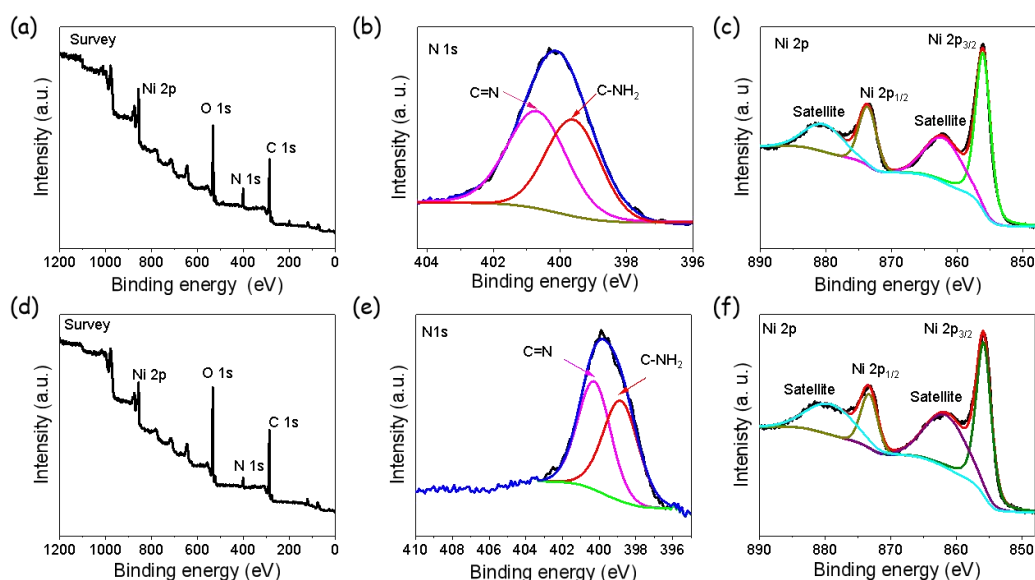 (a)
Survey
Ni 2p
O 1s
C 1s
N 1s
Intensity (a.u.)
1200 1000 800 600 400 200 0
Binding energy (eV)
(b)
N 1s
C=N
C-NH₂
Intensity (a.u.)
404 402 400 398 396
Binding energy (eV)
(c)
Ni 2p
Ni 2p₃/₂
Ni 2p₁/₂
Satellite
Satellite
Intensity (a. u.)
890 880 870 860 850
Binding energy (eV)
(d)
Survey
Ni 2p
O 1s
C 1s
N 1s
Intensity (a.u.)
1200 1000 800 600 400 200 0
Binding energy (eV)
(e)
N1s
C=N
C-NH₂
Intensity (a.u.)
410 408 406 404 402 400 398 396
Binding energy (eV)
(f)
Ni 2p
Ni 2p₃/₂
Ni 2p₁/₂
Satellite
Satellite
Intenisty (a. u.)
890 880 870 860 850
Binding energy (eV)